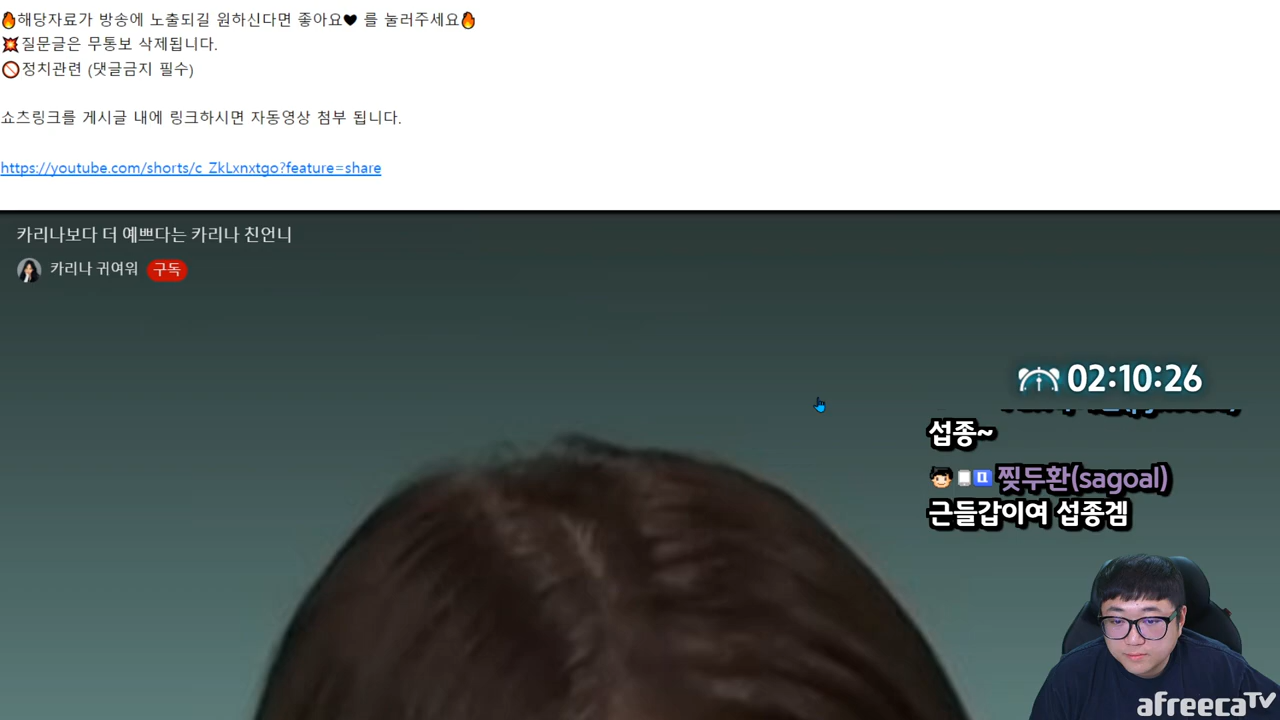 🔥해당자료가 방송에 노출되길 원하신다면 좋아요🖤 를 눌러주세요🔥
💥질문글은 무통보 삭제됩니다.
🚫정치관련 (댓글금지 필수)
쇼츠링크를 게시글 내에 링크하시면 자동영상 첨부 됩니다.
https://youtube.com/shorts/c_ZkLxnxtgo?feature=share
카리나보다 더 예쁘다는 카리나 친언니
카리나 귀여워 구독
02:10:26
섭종~
찢두환(sagoal)
근들갑이여 섭종겜
afreecaTV